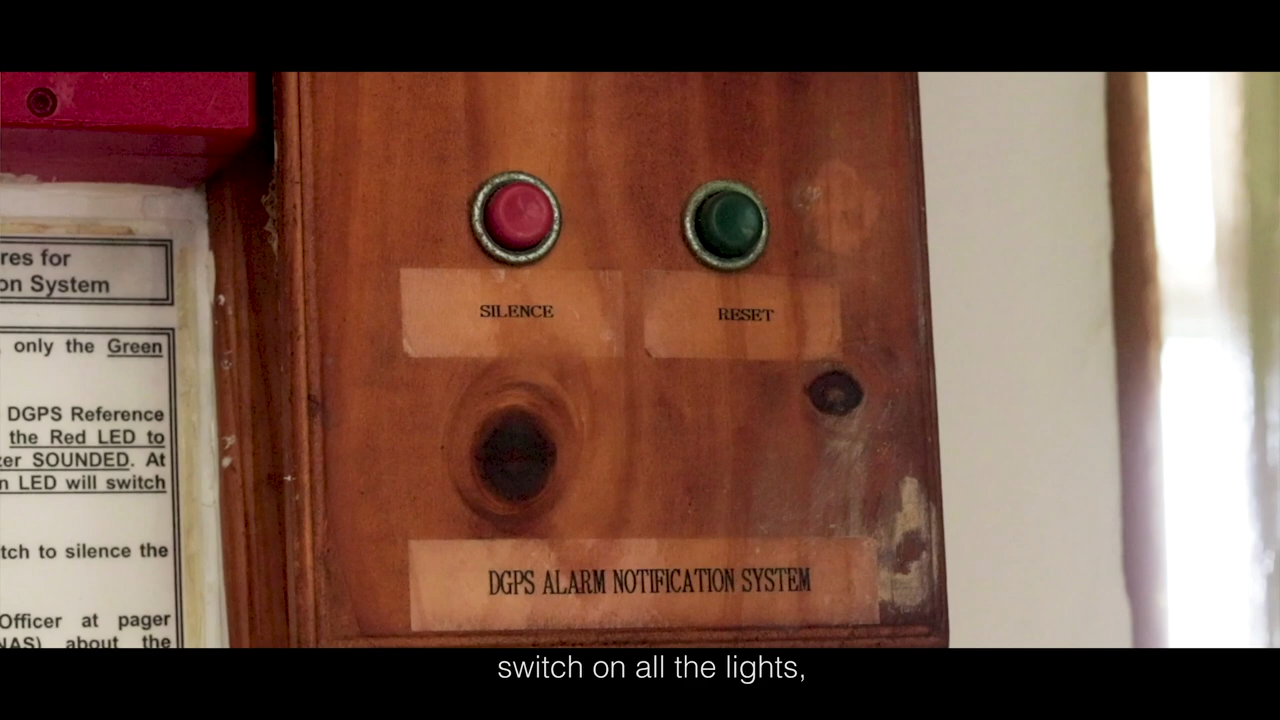 res for
on System
only the Green
DGPS Reference
the Red LED to
zer SOUNDED. At
n LED will switch
tch to silence the
Officer at pager
NAS) about the
SILENCE
RESET
DGPS ALARM NOTIFICATION SYSTEM
switch on all the lights,